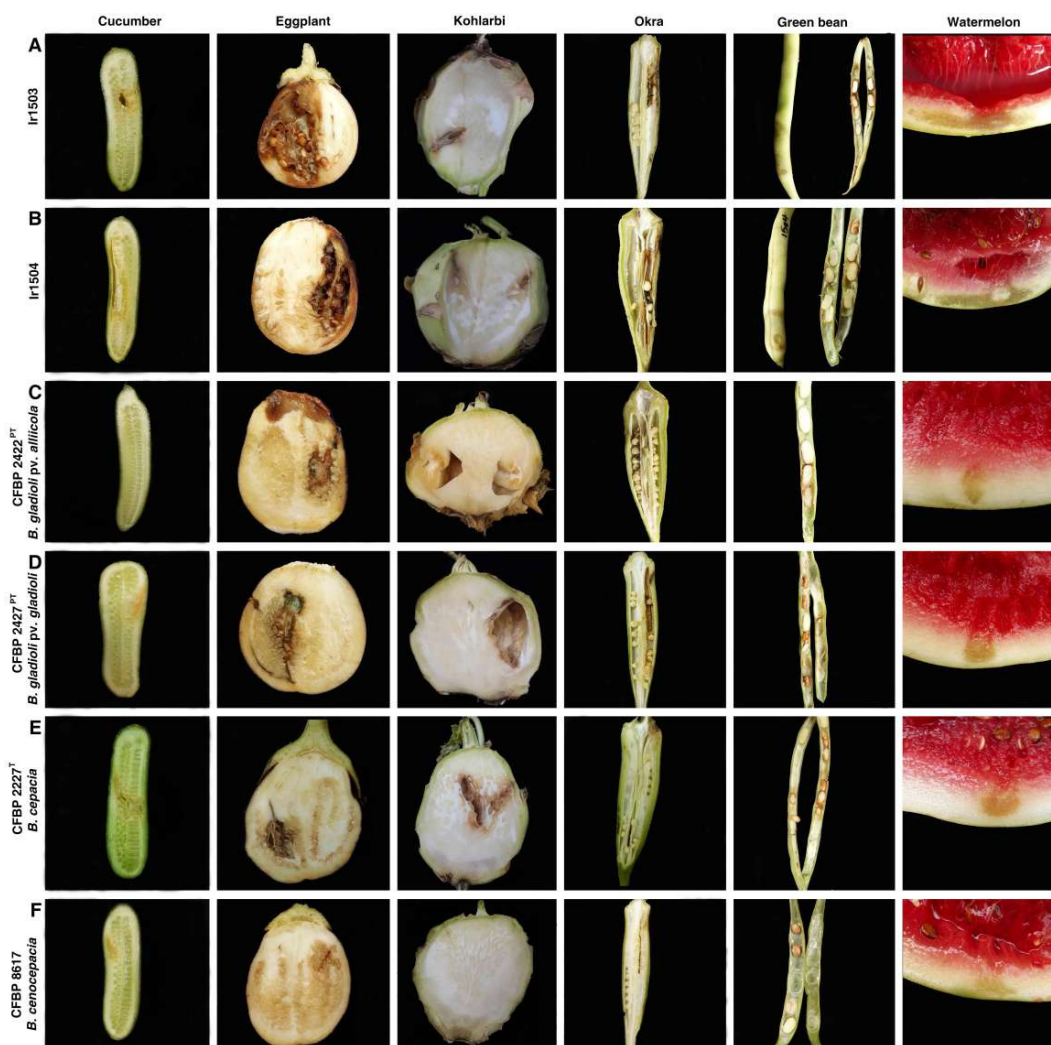 Cucumber Eggplant Kohlarbi Okra Green bean Watermelon
A
Ir1503
B
Ir1504
1504
C
CFBP 2422PT
B. gladioli pv. alliicola
D
CFBP 2427PT
B. gladioli pv. gladioli
E
CFBP 2227T
B. cepacia
F
CFBP 8617
B. cenocepacia